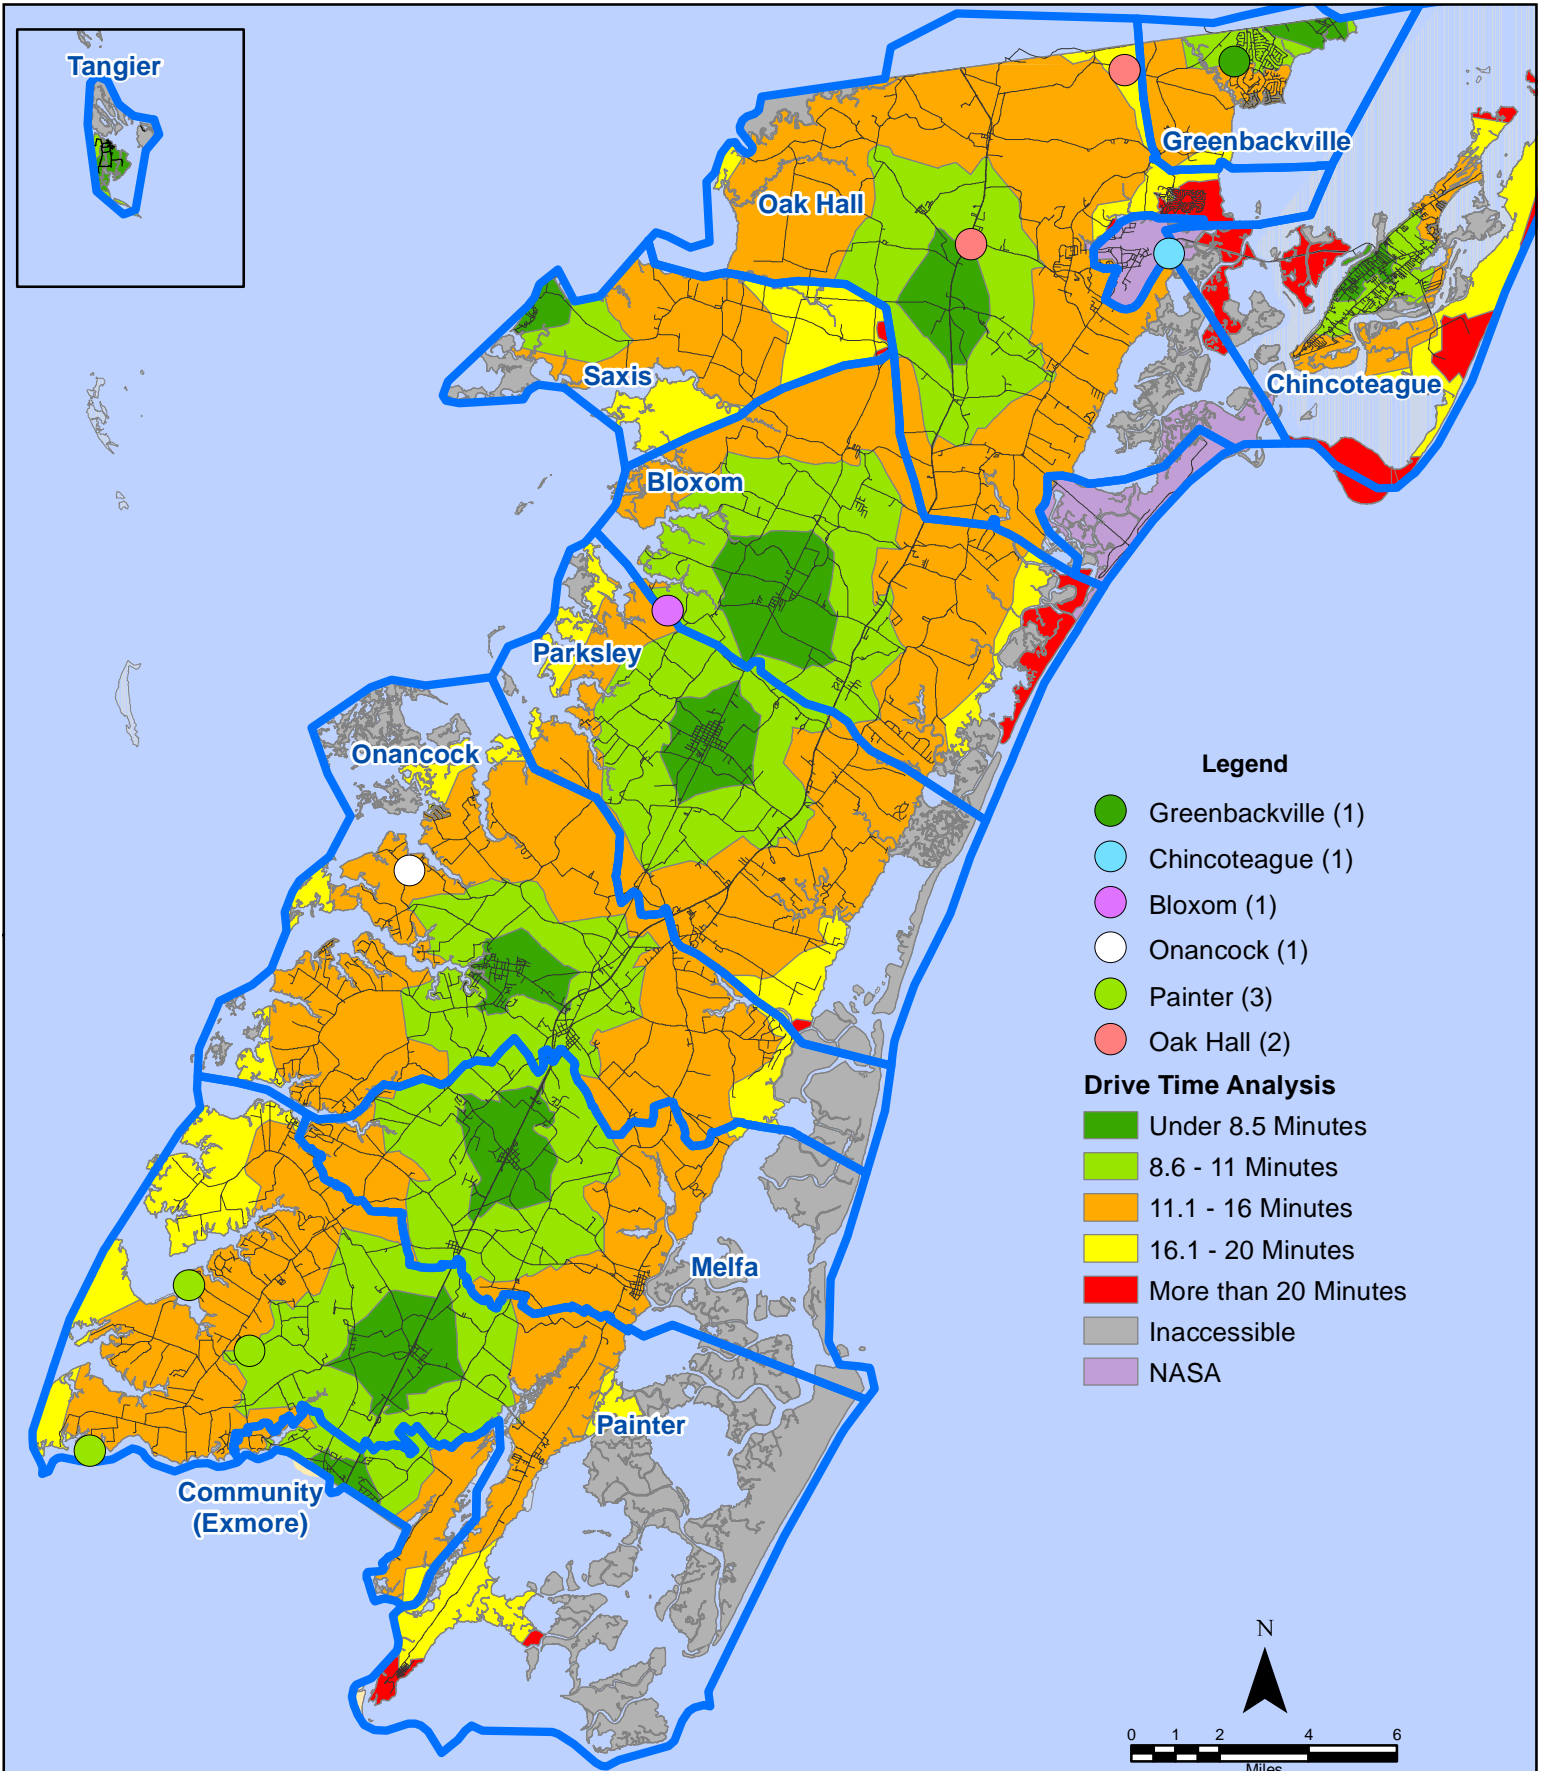 Tangier
Greenbackville
Oak Hall
Saxis
Chincoteague
Bloxom
Parksley
Onancock
Melfa
Painter
Community
(Exmore)
Legend
Greenbackville (1)
Chincoteague (1)
Bloxom (1)
Onancock (1)
Painter (3)
Oak Hall (2)
Drive Time Analysis
Under 8.5 Minutes
8.6 - 11 Minutes
11.1 - 16 Minutes
16.1 - 20 Minutes
More than 20 Minutes
Inaccessible
NASA
N
0 1 2 4 6
Miles